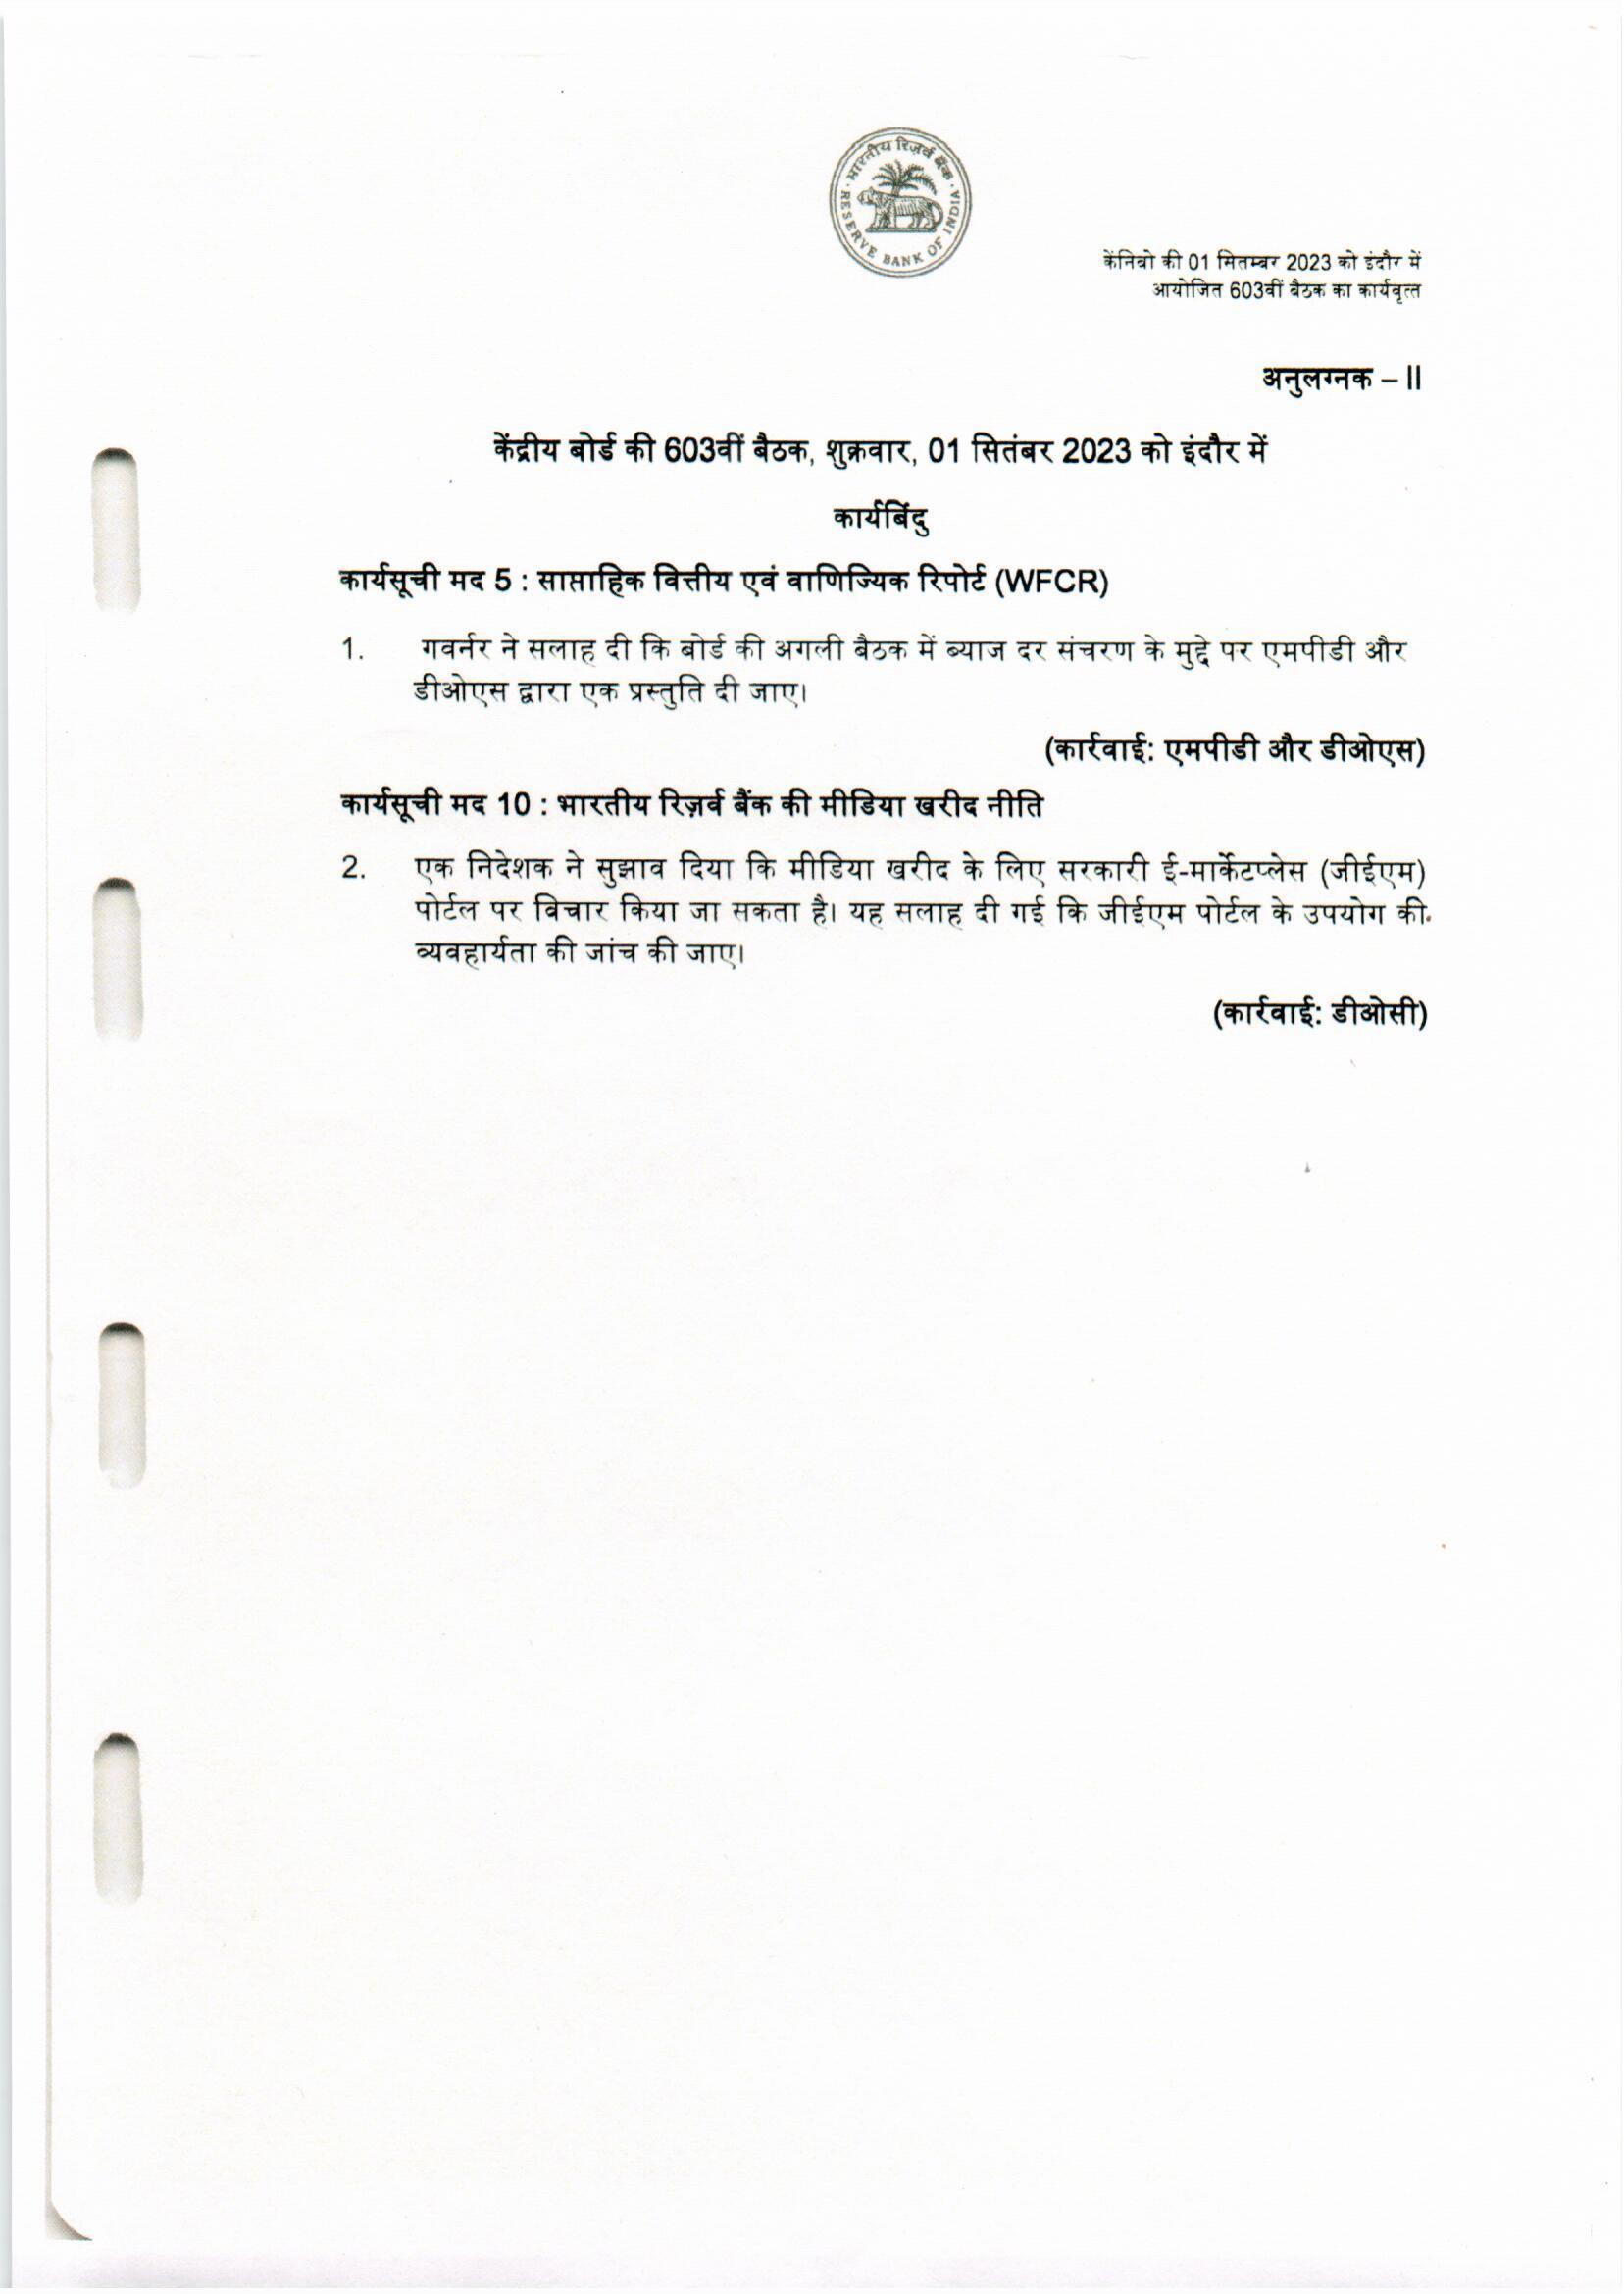 भारतीय रिज़र्व बैंक
RESERVE BANK OF INDIA
केंनिबो की 01 सितम्बर 2023 को इंदौर में
आयोजित 603वीं बैठक का कार्यवृत्त
अनुलग्नक – II
केंद्रीय बोर्ड की 603वीं बैठक, शुक्रवार, 01 सितंबर 2023 को इंदौर में
कार्यबिंदु
कार्यसूची मद 5 : साप्ताहिक वित्तीय एवं वाणिज्यिक रिपोर्ट (WFCR)
1. गवर्नर ने सलाह दी कि बोर्ड की अगली बैठक में ब्याज दर संचरण के मुद्दे पर एमपीडी और
डीओएस द्वारा एक प्रस्तुति दी जाए।
(कार्रवाई: एमपीडी और डीओएस)
कार्यसूची मद 10 : भारतीय रिज़र्व बैंक की मीडिया खरीद नीति
2. एक निदेशक ने सुझाव दिया कि मीडिया खरीद के लिए सरकारी ई-मार्केटप्लेस (जीईएम)
पोर्टल पर विचार किया जा सकता है। यह सलाह दी गई कि जीईएम पोर्टल के उपयोग की
व्यवहार्यता की जांच की जाए।
(कार्रवाई: डीओसी)